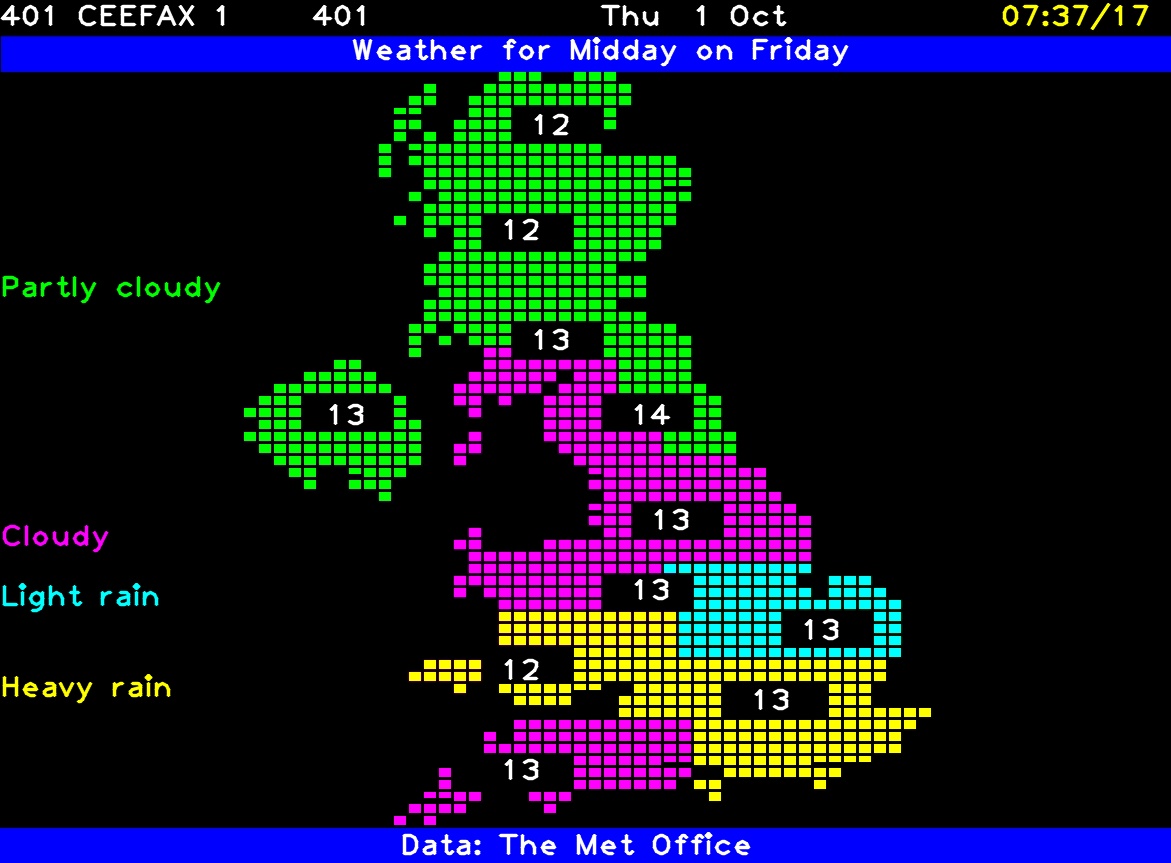 401 CEEFAX 1 401 Thu 1 Oct 07:37/17
Weather for Midday on Friday
12
12
Partly cloudy
13
13 14
13
Cloudy
13
Light rain
13
12
Heavy rain
13
13
Data: The Met Office